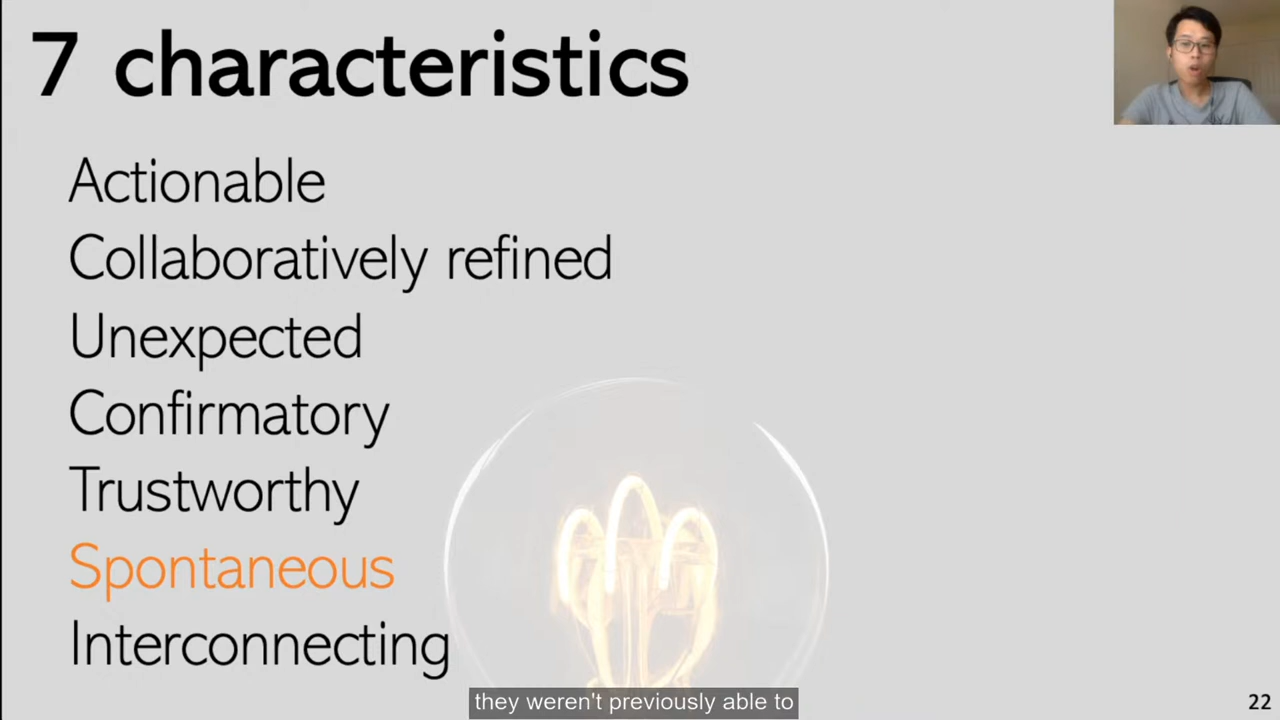 7 characteristics
Actionable
Collaboratively refined
Unexpected
Confirmatory
Trustworthy
Spontaneous
Interconnecting
they weren't previously able to
22